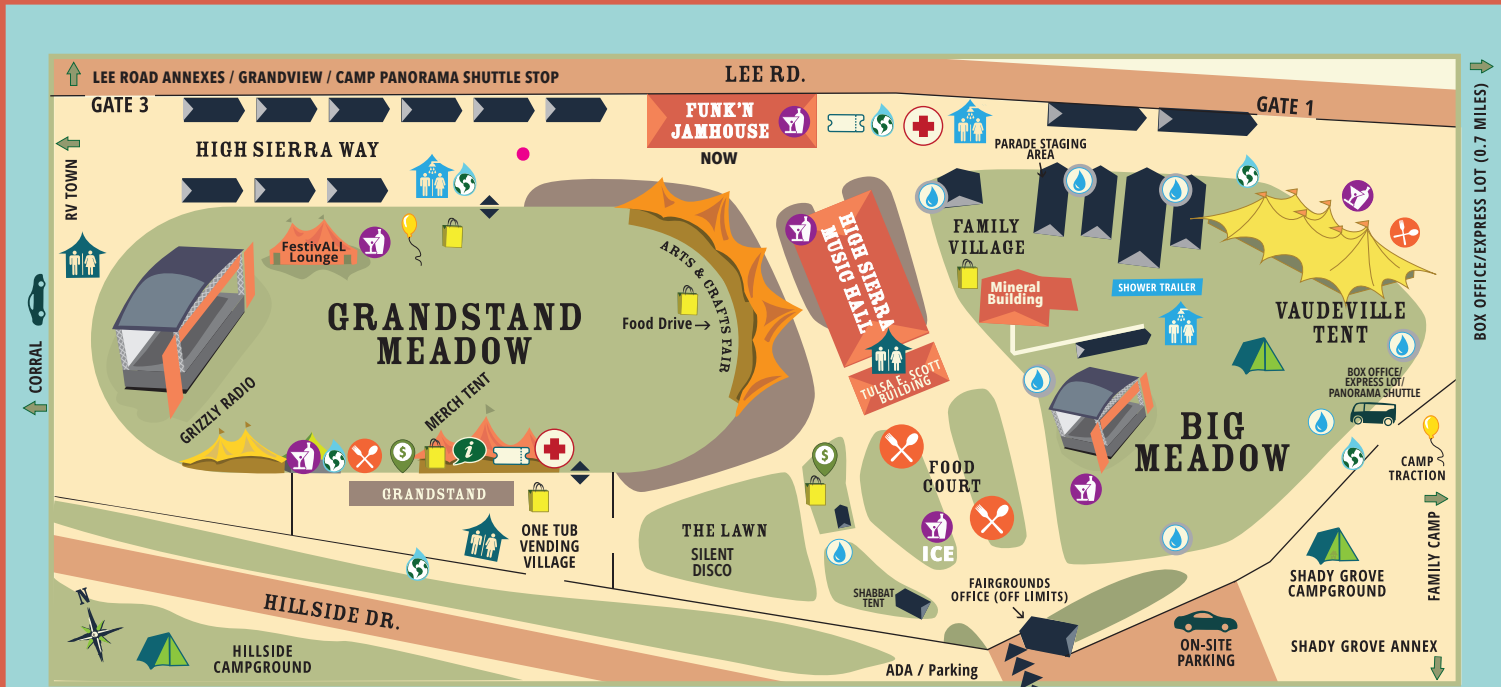 LEE ROAD ANNEXES / GRANDVIEW / CAMP PANORAMA SHUTTLE STOP
LEE RD.
GATE 3
GATE 1
FUNK'N
JAMHOUSE
NOW
HIGH SIERRA WAY
PARADE STAGING
AREA
BOX OFFICE/EXPRESS LOT (0.7 MILES)
RV TOWN
CORRAL
FestivALL
Lounge
GRANDSTAND
MEADOW
ARTS & CRAFTS FAIR
Food Drive
HIGH SIERRA
MUSIC HALL
TULSA E. SCOTT
BUILDING
FAMILY
VILLAGE
Mineral
Building
SHOWER TRAILER
VAUDEVILLE
TENT
BOX OFFICE/
EXPRESS LOT/
PANORAMA SHUTTLE
GRIZZLY RADIO
MERCH TENT
i
$
$
GRANDSTAND
ONE TUB
VENDING
VILLAGE
THE LAWN
SILENT
DISCO
FOOD
COURT
ICE
BIG
MEADOW
CAMP
TRACTION
FAMILY CAMP
SHABBAT
TENT
FAIRGROUNDS
OFFICE (OFF LIMITS)
SHADY GROVE
CAMPGROUND
SHADY GROVE ANNEX
ON-SITE
PARKING
ADA / Parking
HILLSIDE DR.
N
HILLSIDE
CAMPGROUND